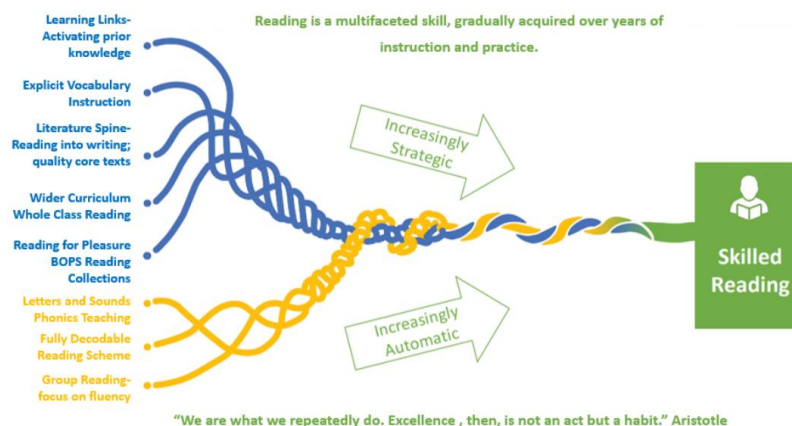 Learning Links-
Activating prior
knowledge
Reading is a multifaceted skill, gradually acquired over years of
instruction and practice.
Explicit Vocabulary
Instruction
Literature Spine-
Reading into writing;
quality core texts
Wider Curriculum
Whole Class Reading
Reading for Pleasure
BOPS Reading
Collections
Letters and Sounds
Phonics Teaching
Fully Decodable
Reading Scheme
Group Reading-
focus on fluency
Increasingly
Strategic
Increasingly
Automatic
Skilled
Reading
“We are what we repeatedly do. Excellence , then, is not an act but a habit.” Aristotle